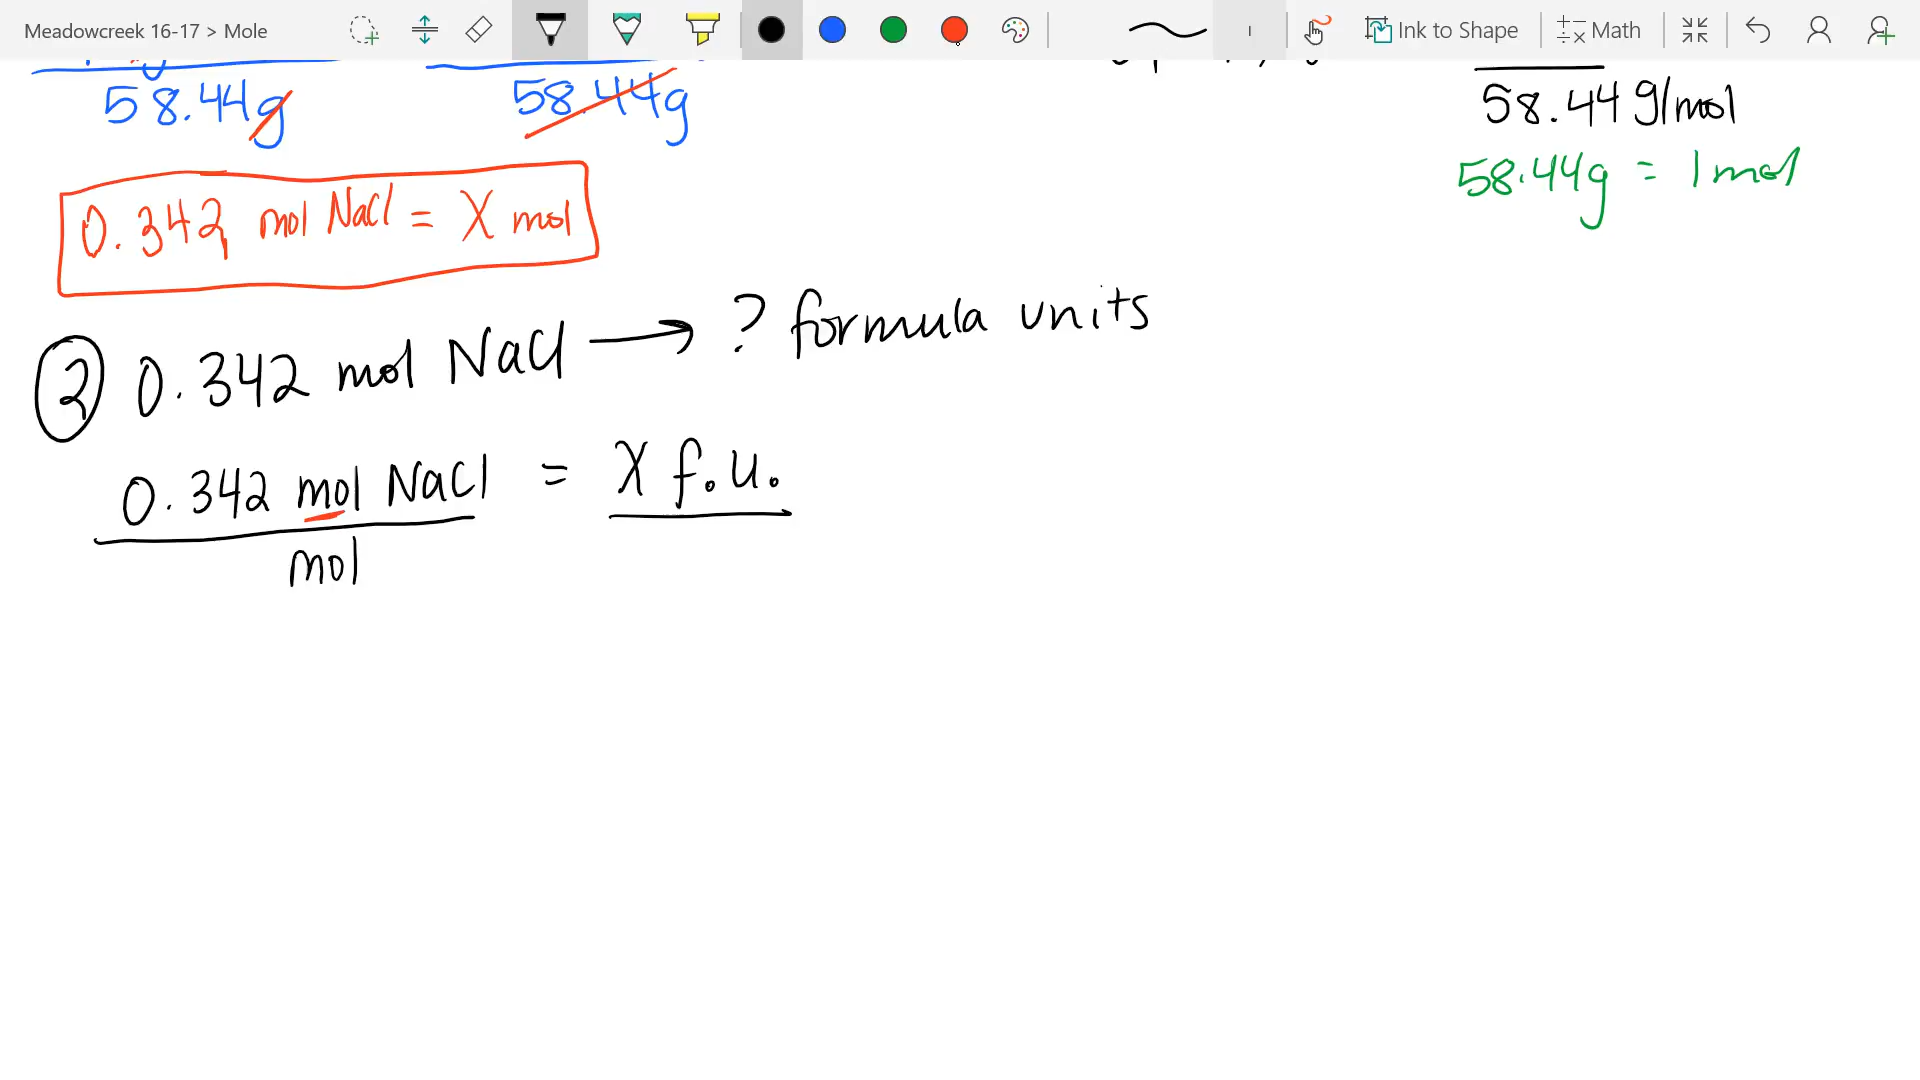 Meadowcreek 16-17 > Mole
Ink to Shape
Math
58.44g
58.44g
58.44 g/mol
58.44g = 1 mol
0.342 mol NaCl = X mol
2 0.342 mol NaCl → ? formula units
0.342 mol NaCl = X f.u.
mol